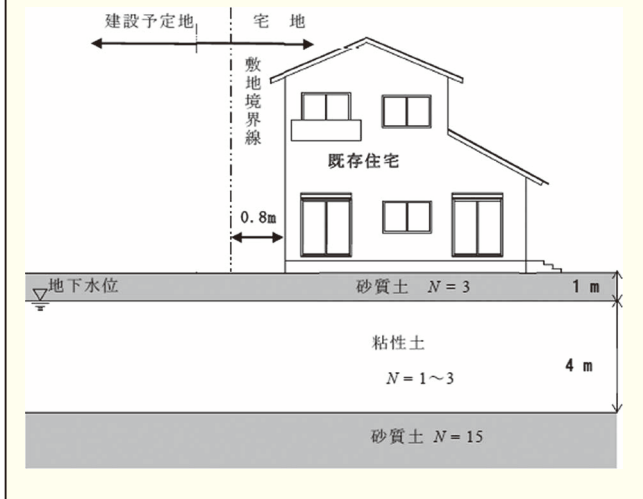 建設予定地
宅 地
敷地境界線
既存住宅
0.8m
地下水位
砂質土 N=3
1 m
粘性土
N=1～3
4 m
砂質土 N=15